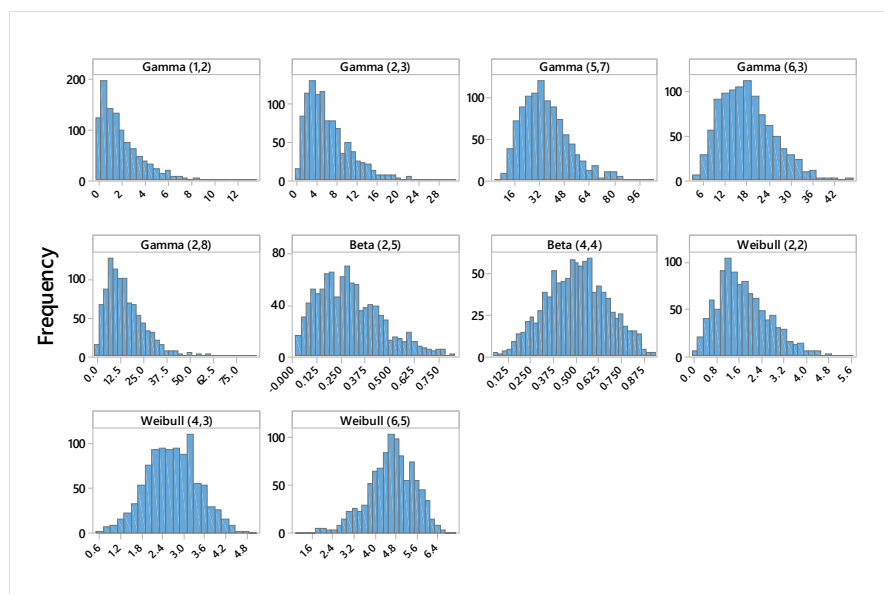 Gamma (1,2)
Gamma (2,3)
Gamma (5,7)
Gamma (6,3)
200
100
0
0 2 4 6 8 10 12
100
50
0
0 4 8 12 16 20 24 28
100
50
0
16 32 48 64 80 96
100
50
0
6 12 18 24 30 36 42
Frequency
Gamma (2,8)
Beta (2,5)
Beta (4,4)
Weibull (2,2)
100
50
0
0.0 12.5 25.0 37.5 50.0 62.5 75.0
80
40
0
-0.000 0.125 0.250 0.375 0.500 0.625 0.750
50
0
0.125 0.250 0.375 0.500 0.625 0.750 0.875
100
50
0
0.0 0.8 1.6 2.4 3.2 4.0 4.8 5.6
Weibull (4,3)
Weibull (6,5)
100
50
0
0.6 1.2 1.8 2.4 3.0 3.6 4.2 4.8
100
50
0
1.6 2.4 3.2 4.0 4.8 5.6 6.4